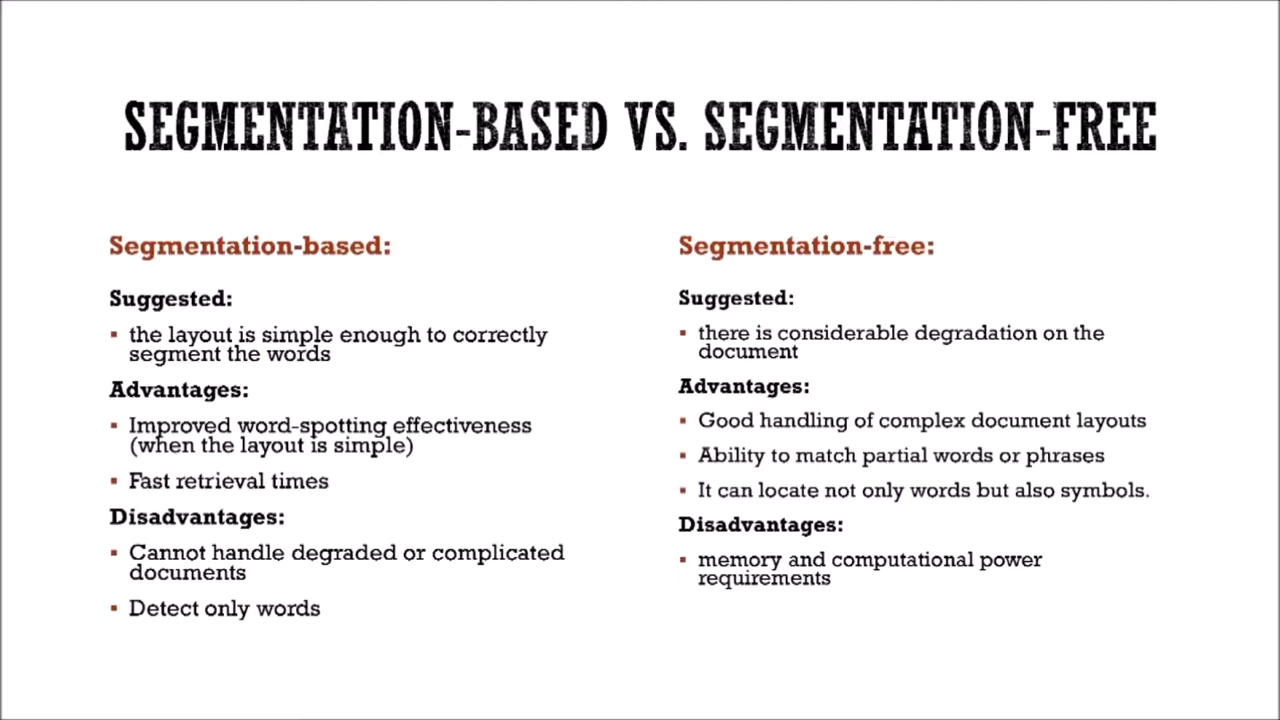 SEGMENTATION-BASED VS. SEGMENTATION-FREE
Segmentation-based:
Suggested:
▪ the layout is simple enough to correctly
segment the words
Advantages:
▪ Improved word-spotting effectiveness
(when the layout is simple)
▪ Fast retrieval times
Disadvantages:
▪ Cannot handle degraded or complicated
documents
▪ Detect only words
Segmentation-free:
Suggested:
▪ there is considerable degradation on the
document
Advantages:
▪ Good handling of complex document layouts
▪ Ability to match partial words or phrases
▪ It can locate not only words but also symbols.
Disadvantages:
▪ memory and computational power
requirements